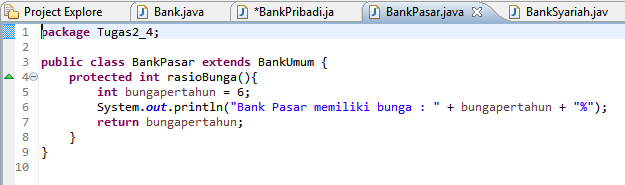 Project Explore Bank.java *BankPribadi.ja BankPasar.java BankSyariah.jav
1 package Tugas2_4;
2
3 public class BankPasar extends BankUmum {
4 protected int rasioBunga(){
5 int bungapertahun = 6;
6 System.out.println("Bank Pasar memiliki bunga : " + bungapertahun + "%");
7 return bungapertahun;
8 }
9 }
10